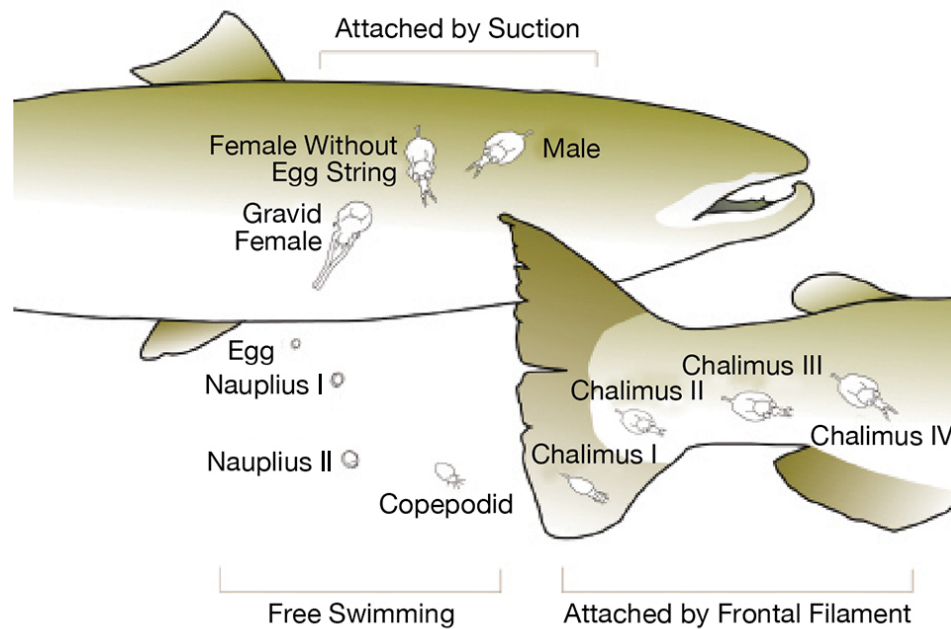 Attached by Suction
Female Without
Egg String
Male
Gravid
Female
Egg
Nauplius I
Nauplius II
Copepodid
Chalimus III
Chalimus II
Chalimus IV
Chalimus I
Free Swimming
Attached by Frontal Filament